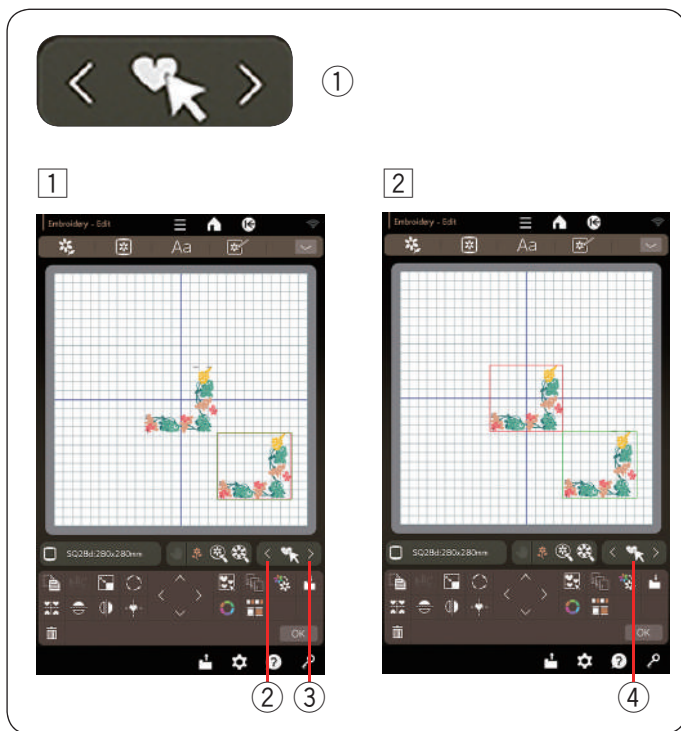 ①
1
2
Embroidery - Edit
Embroidery - Edit
Aa
Aa
SQ28d:280x280mm
SQ28d:280x280mm
OK
OK
② ③
④